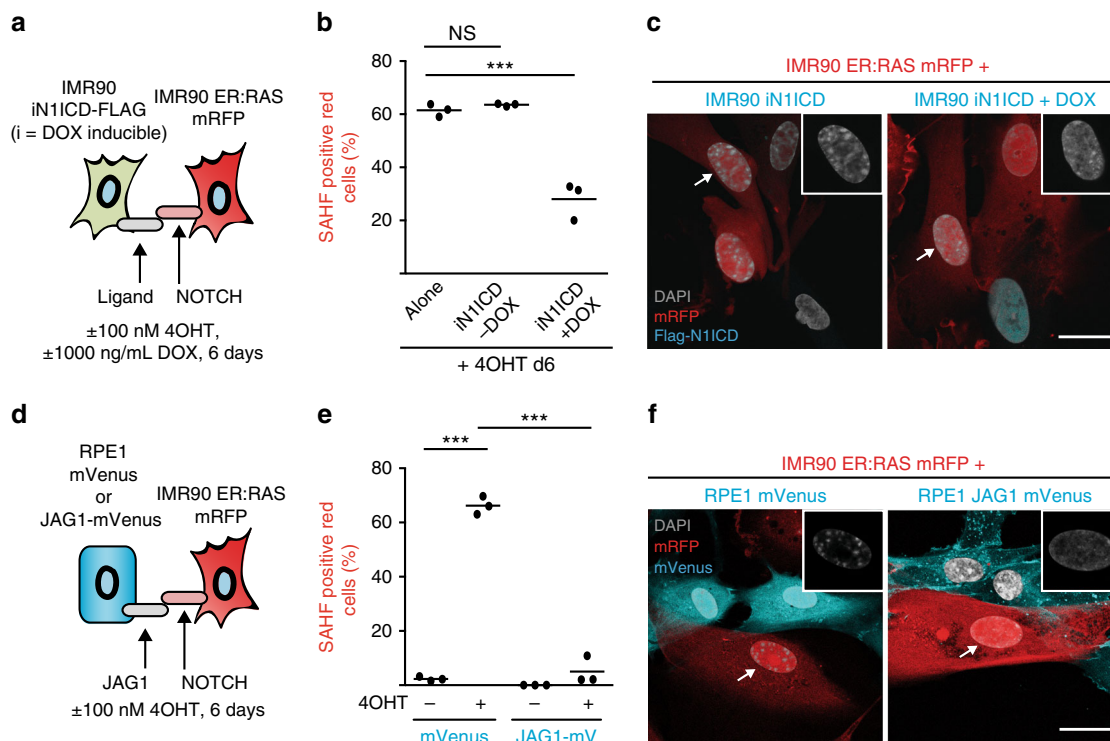 a
IMR90
iN1ICD-FLAG
(i = DOX inducible)
IMR90 ER:RAS
mRFP
Ligand
NOTCH
±100 nM 4OHT,
±1000 ng/mL DOX, 6 days
b
NS
***
80
60
40
20
SAHF positive red
cells (%)
Alone
iN1ICD
–DOX
iN1ICD
+DOX
+ 4OHT d6
c
IMR90 ER:RAS mRFP +
IMR90 iN1ICD
IMR90 iN1ICD + DOX
DAPI
mRFP
Flag-N1ICD
d
RPE1
mVenus
or
JAG1-mVenus
IMR90 ER:RAS
mRFP
JAG1
NOTCH
±100 nM 4OHT, 6 days
e
***
***
80
60
40
20
SAHF positive red
cells (%)
4OHT – + – +
mVenus JAG1-mV
f
IMR90 ER:RAS mRFP +
RPE1 mVenus
RPE1 JAG1 mVenus
DAPI
mRFP
mVenus